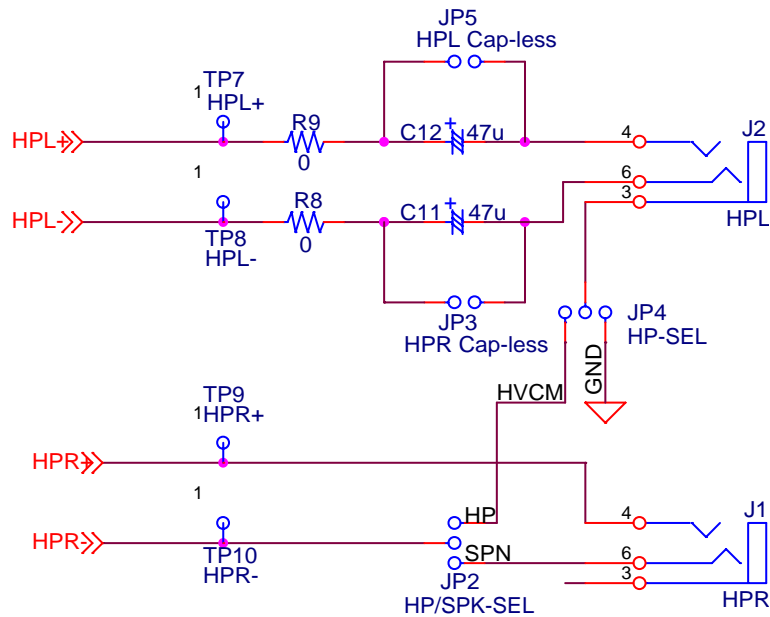 JP5
HPL Cap-less
1 TP7
HPL+
HPL+
R9
0
C12 + 47u
4
J2
1
6
3
HPL-
TP8
HPL-
R8
0
C11 + 47u
HPL
JP3
HPR Cap-less
JP4
HP-SEL
HVCM
GND
1 TP9
HPR+
HPR+
1
4
J1
HPR-
TP10
HPR-
HP
SPN
JP2
HP/SPK-SEL
6
3
HPR